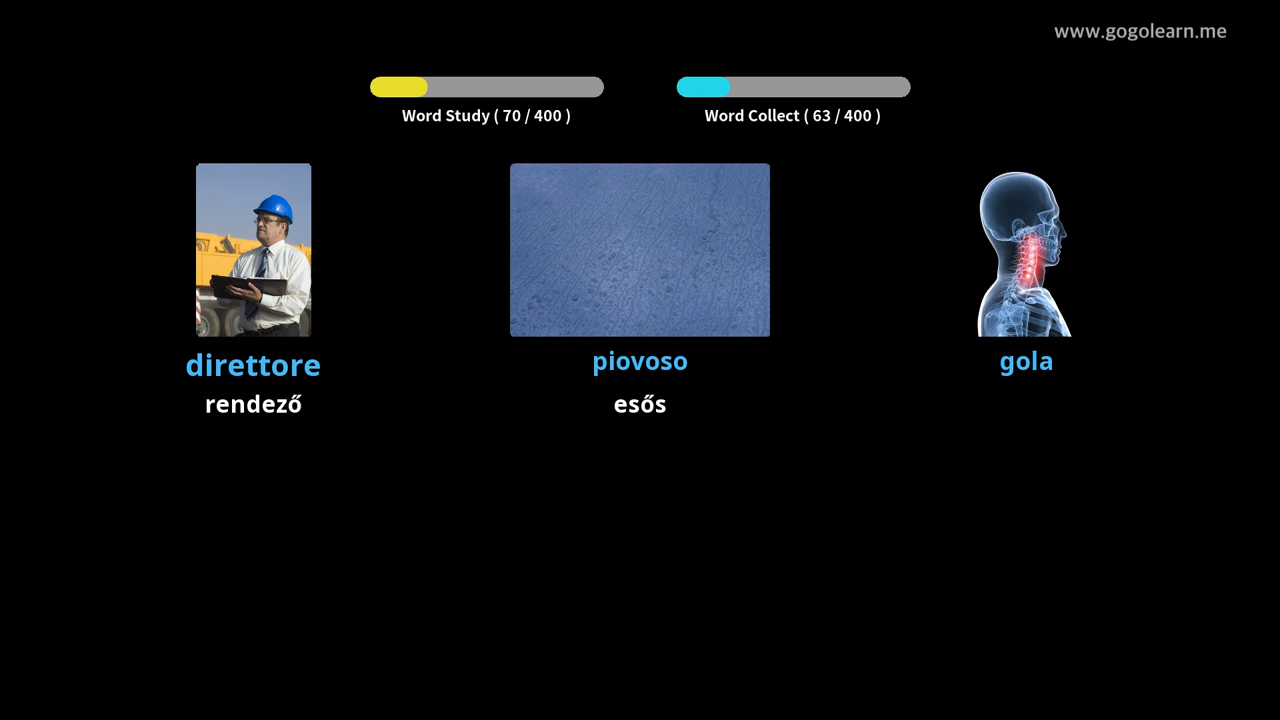 www.gogolearn.me
Word Study ( 70 / 400 )
Word Collect ( 63 / 400 )
direttore
piovoso
gola
rendező
esős